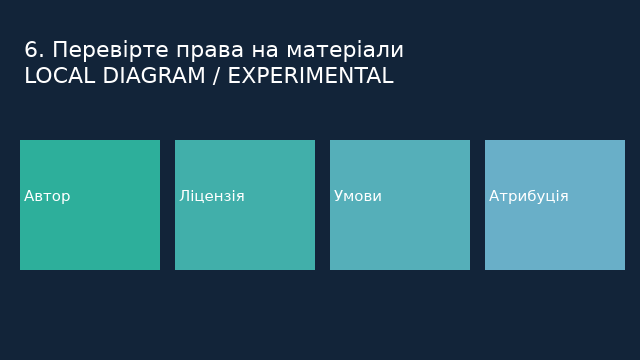 6. Перевірте права на матеріали
LOCAL DIAGRAM / EXPERIMENTAL
Автор
Ліцензія
Умови
Атрибуція